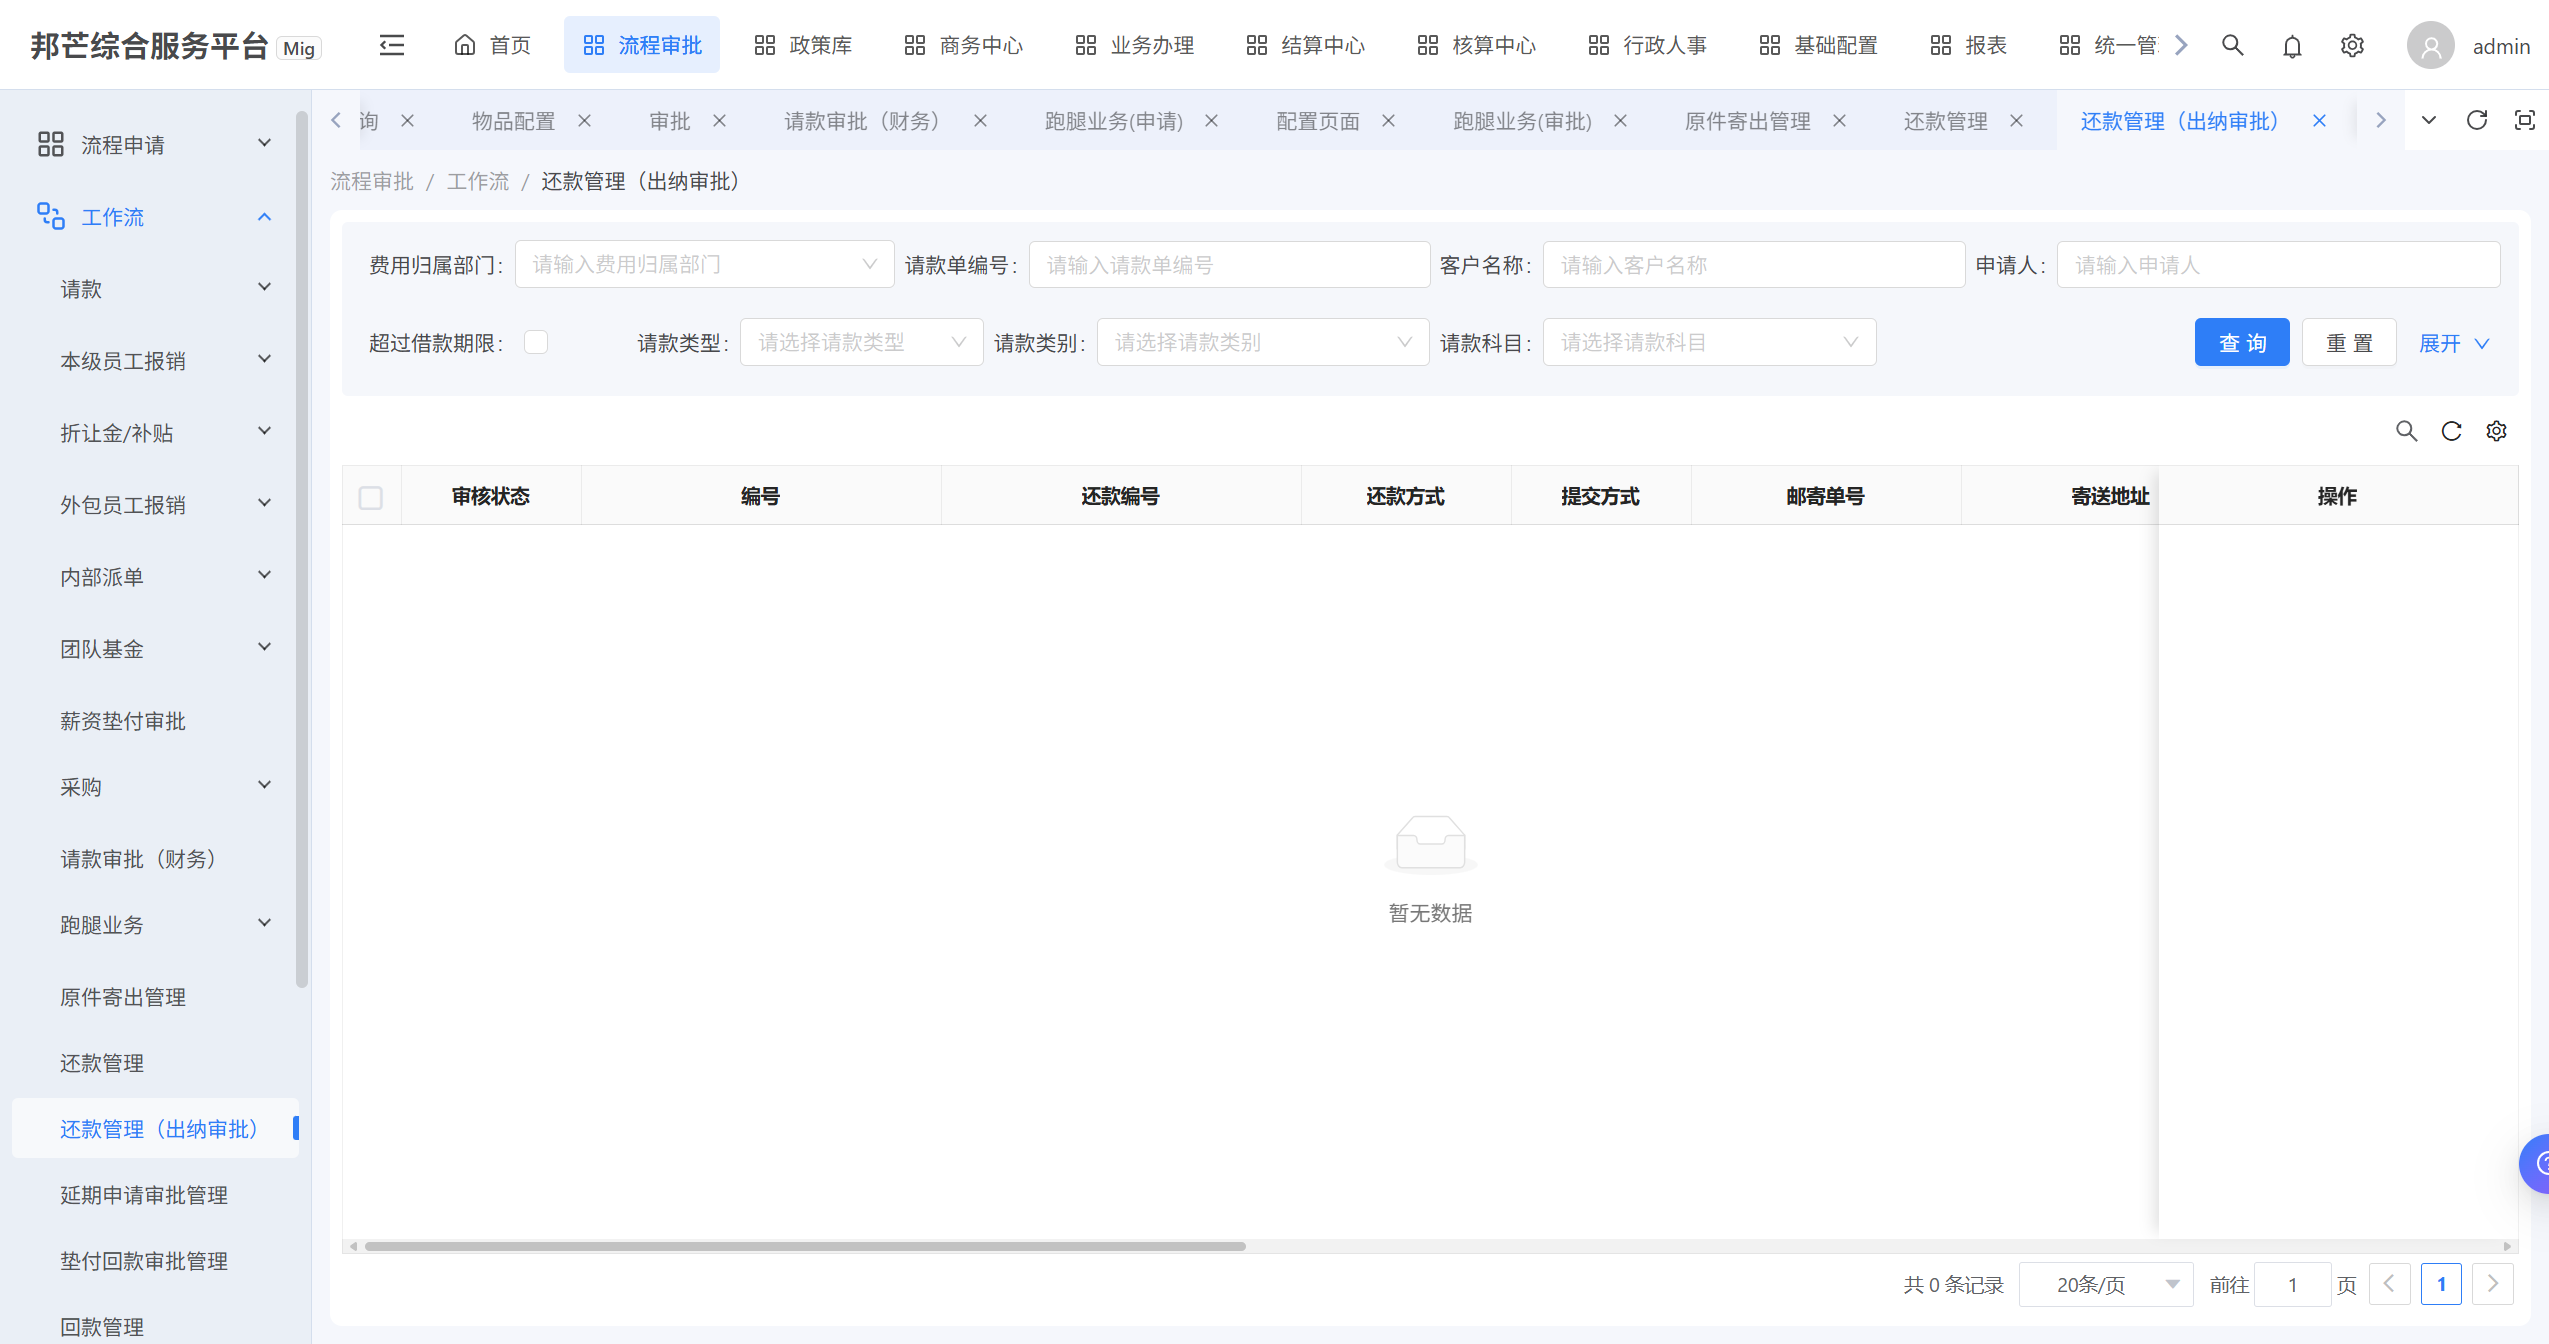 邦芒综合服务平台 Mig 首页 流程审批 政策库 商务中心 业务办理 结算中心 核算中心 行政人事 基础配置 报表 统一管 admin
询 物品配置 审批 请款审批（财务） 跑腿业务(申请) 配置页面 跑腿业务(审批) 原件寄出管理 还款管理 还款管理（出纳审批）
流程审批 / 工作流 / 还款管理（出纳审批）
流程申请
工作流
请款
本级员工报销
折让金/补贴
外包员工报销
内部派单
团队基金
薪资垫付审批
采购
请款审批（财务）
跑腿业务
原件寄出管理
还款管理
还款管理（出纳审批）
延期申请审批管理
垫付回款审批管理
回款管理
费用归属部门: 请输入费用归属部门 请款单编号: 请输入请款单编号 客户名称: 请输入客户名称 申请人: 请输入申请人
超过借款期限: 请款类型: 请选择请款类型 请款类别: 请选择请款类别 请款科目: 请选择请款科目 查 询 重 置 展开
审核状态 编号 还款编号 还款方式 提交方式 邮寄单号 寄送地址 操作
暂无数据
共 0 条记录 20条/页 前往 1 页 1